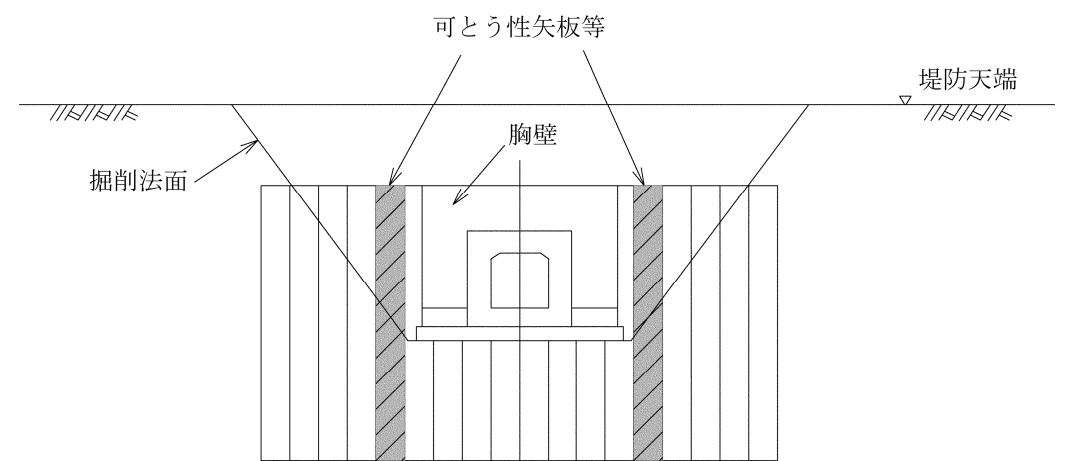 可とう性矢板等
堤防天端
胸壁
掘削法面